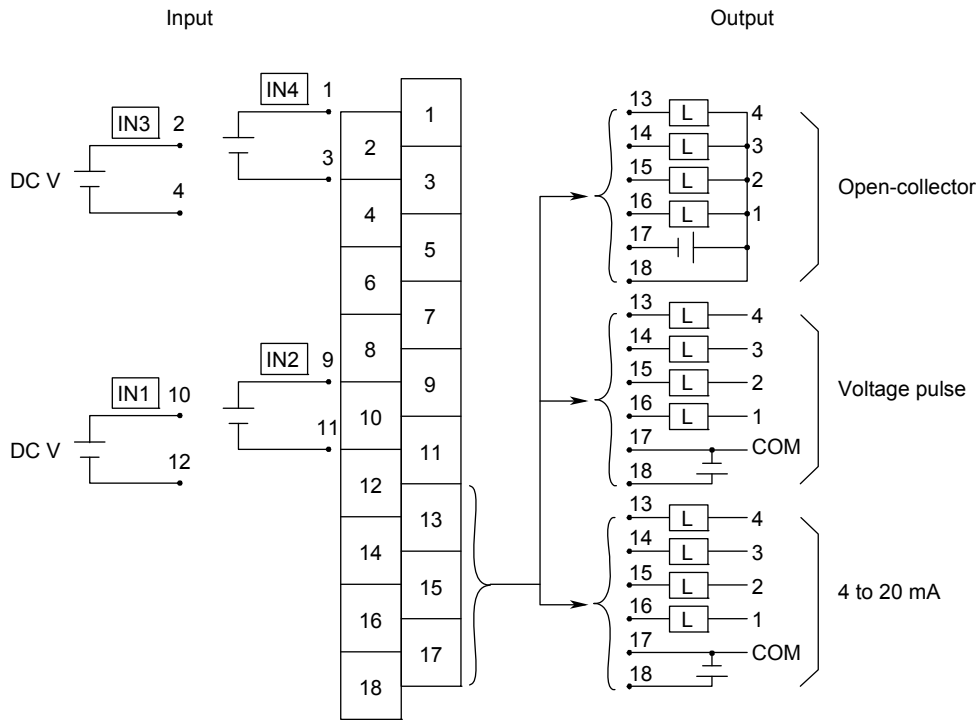 Input
Output
IN4 1
IN3 2
3
DC V
4
IN2 9
IN1 10
11
DC V
12
1
2
3
4
5
6
7
8
9
10
11
12
13
14
15
16
17
18
13 L 4
14 L 3
15 L 2
16 L 1
17
18
Open-collector
13 L 4
14 L 3
15 L 2
16 L 1
17 COM
18
Voltage pulse
13 L 4
14 L 3
15 L 2
16 L 1
17 COM
18
4 to 20 mA